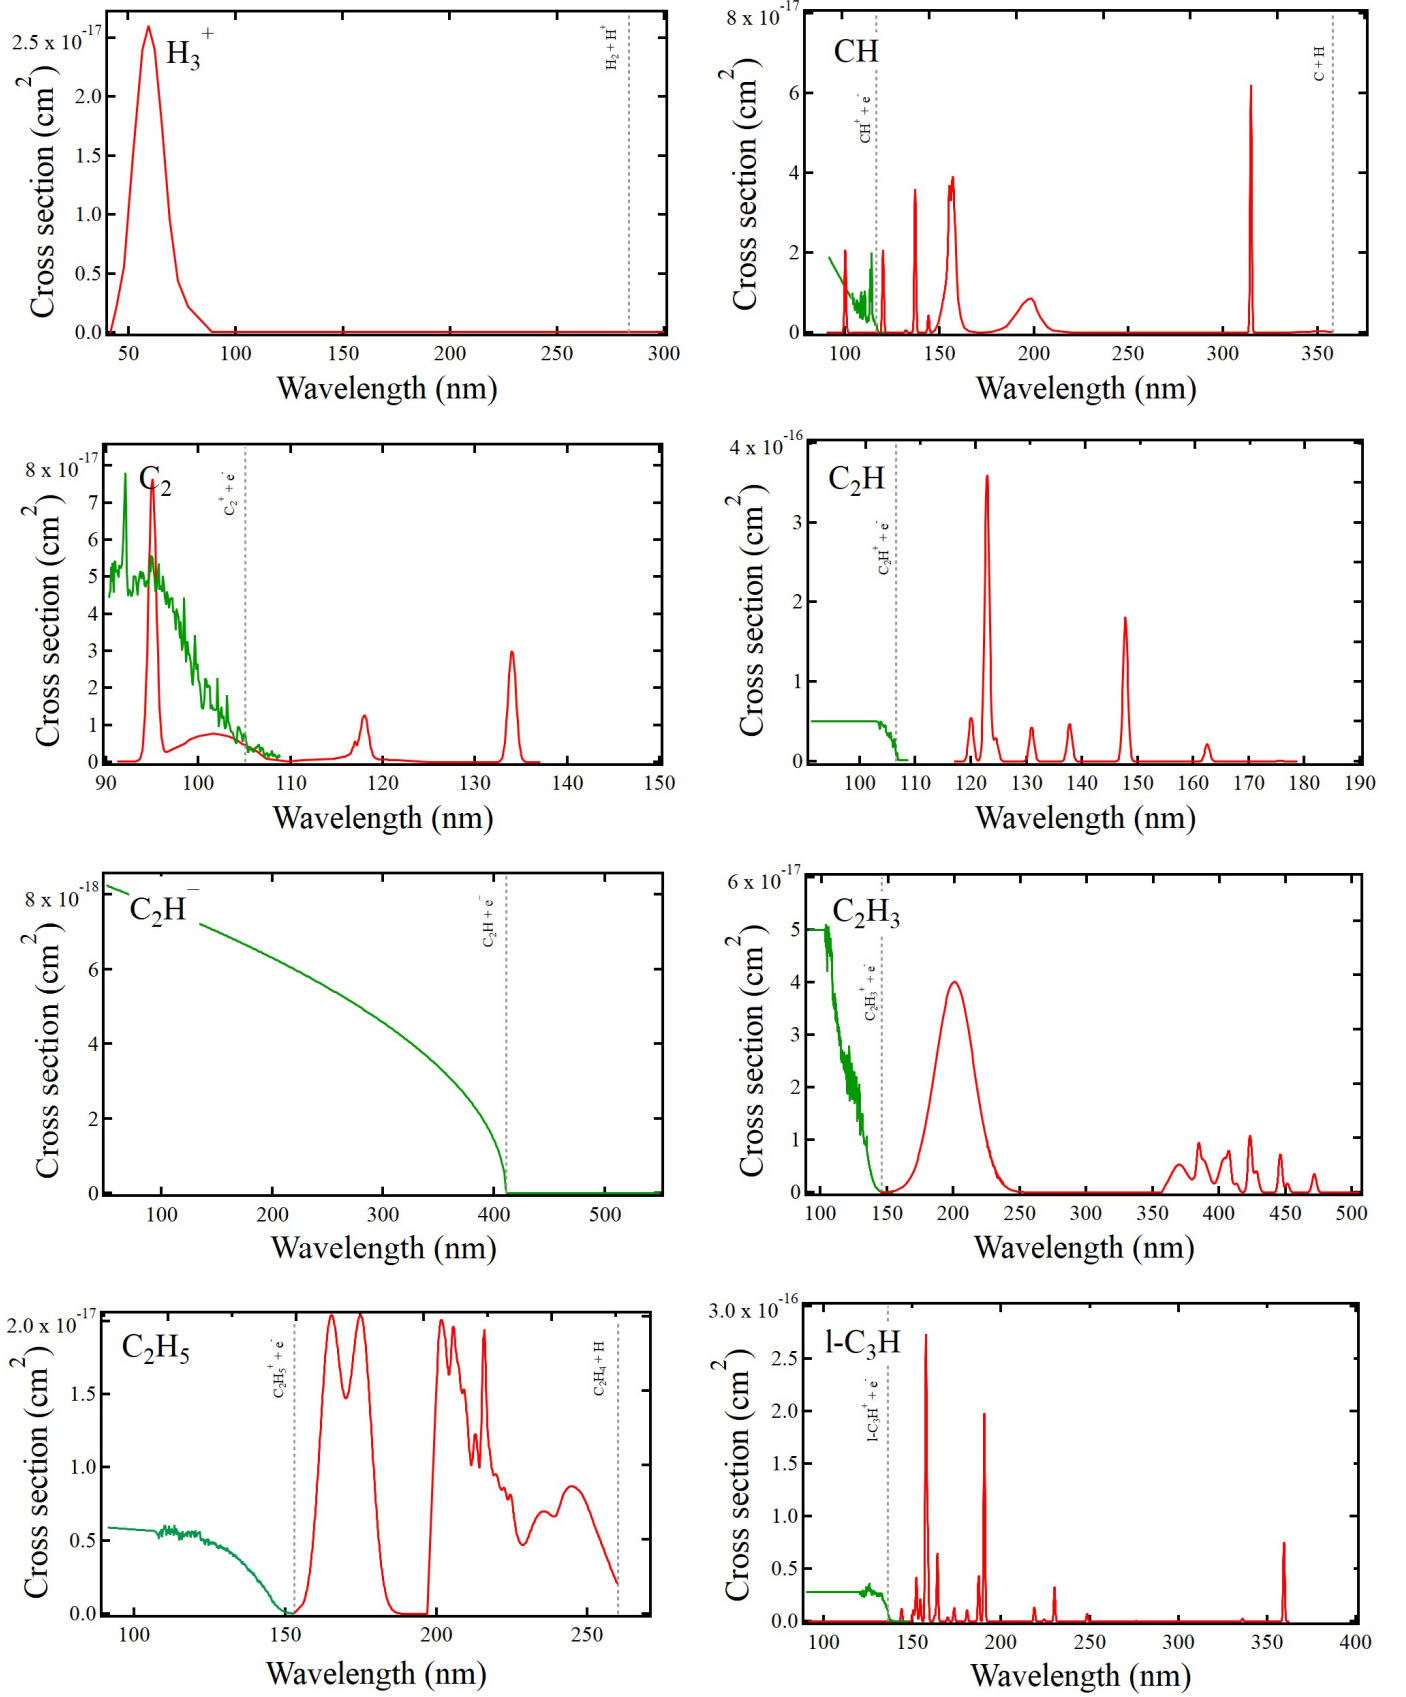 H₃⁺
2.5 x 10⁻¹⁷
2.0
1.5
1.0
0.5
0.0
Cross section (cm²)
H₂ + H⁺
50 100 150 200 250 300
Wavelength (nm)
CH
8 x 10⁻¹⁷
6
4
2
0
Cross section (cm²)
CH⁺ + e⁻
C + H
100 150 200 250 300 350
Wavelength (nm)
C₂
8 x 10⁻¹⁷
7
6
5
4
3
2
1
0
Cross section (cm²)
C₂⁺ + e⁻
90 100 110 120 130 140 150
Wavelength (nm)
C₂H
4 x 10⁻¹⁶
3
2
1
0
Cross section (cm²)
C₂H⁺ + e⁻
100 110 120 130 140 150 160 170 180 190
Wavelength (nm)
C₂H⁻
8 x 10⁻¹⁸
6
4
2
0
Cross section (cm²)
C₂H + e⁻
100 200 300 400 500
Wavelength (nm)
C₂H₃
6 x 10⁻¹⁷
5
4
3
2
1
0
Cross section (cm²)
C₂H₃⁺ + e⁻
100 150 200 250 300 350 400 450 500
Wavelength (nm)
C₂H₅
2.0 x 10⁻¹⁷
1.5
1.0
0.5
0.0
Cross section (cm²)
C₂H₅⁺ + e⁻
C₂H₄ + H
100 150 200 250
Wavelength (nm)
l-C₃H
3.0 x 10⁻¹⁶
2.5
2.0
1.5
1.0
0.5
0.0
Cross section (cm²)
l-C₃H⁺ + e⁻
100 150 200 250 300 350 400
Wavelength (nm)